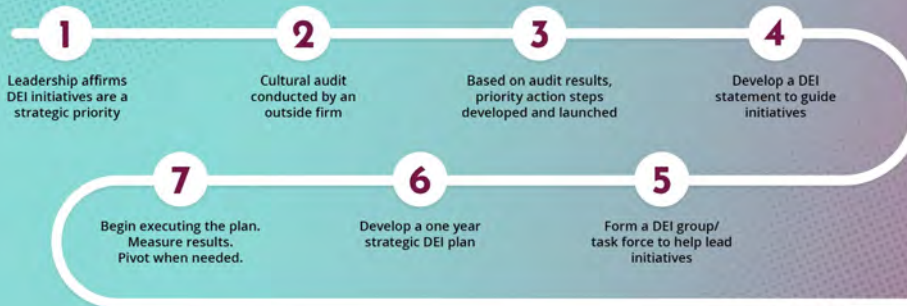 1
Leadership affirms
DEI initiatives are a
strategic priority
2
Cultural audit
conducted by an
outside firm
3
Based on audit results,
priority action steps
developed and launched
4
Develop a DEI
statement to guide
initiatives
5
Form a DEI group/
task force to help lead
initiatives
6
Develop a one year
strategic DEI plan
7
Begin executing the plan.
Measure results.
Pivot when needed.